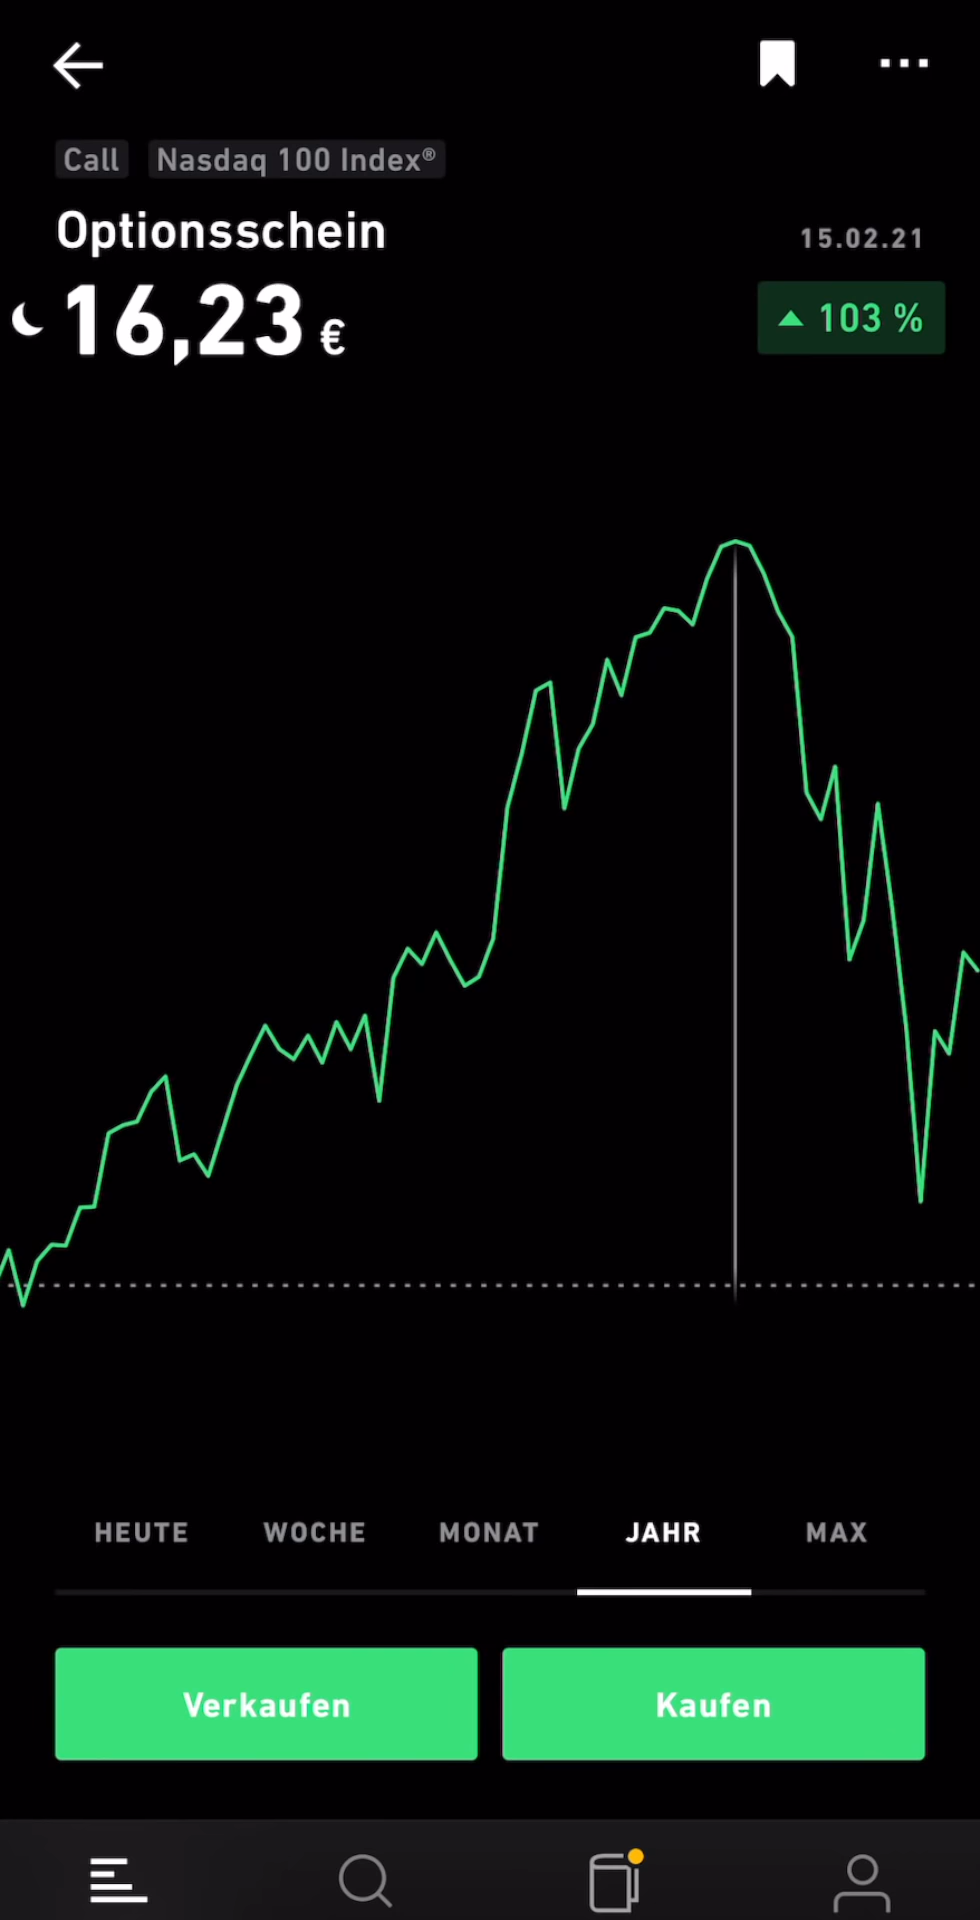 Call Nasdaq 100 Index®
Optionsschein
15.02.21
16,23 €
103 %
HEUTE WOCHE MONAT JAHR MAX
Verkaufen Kaufen